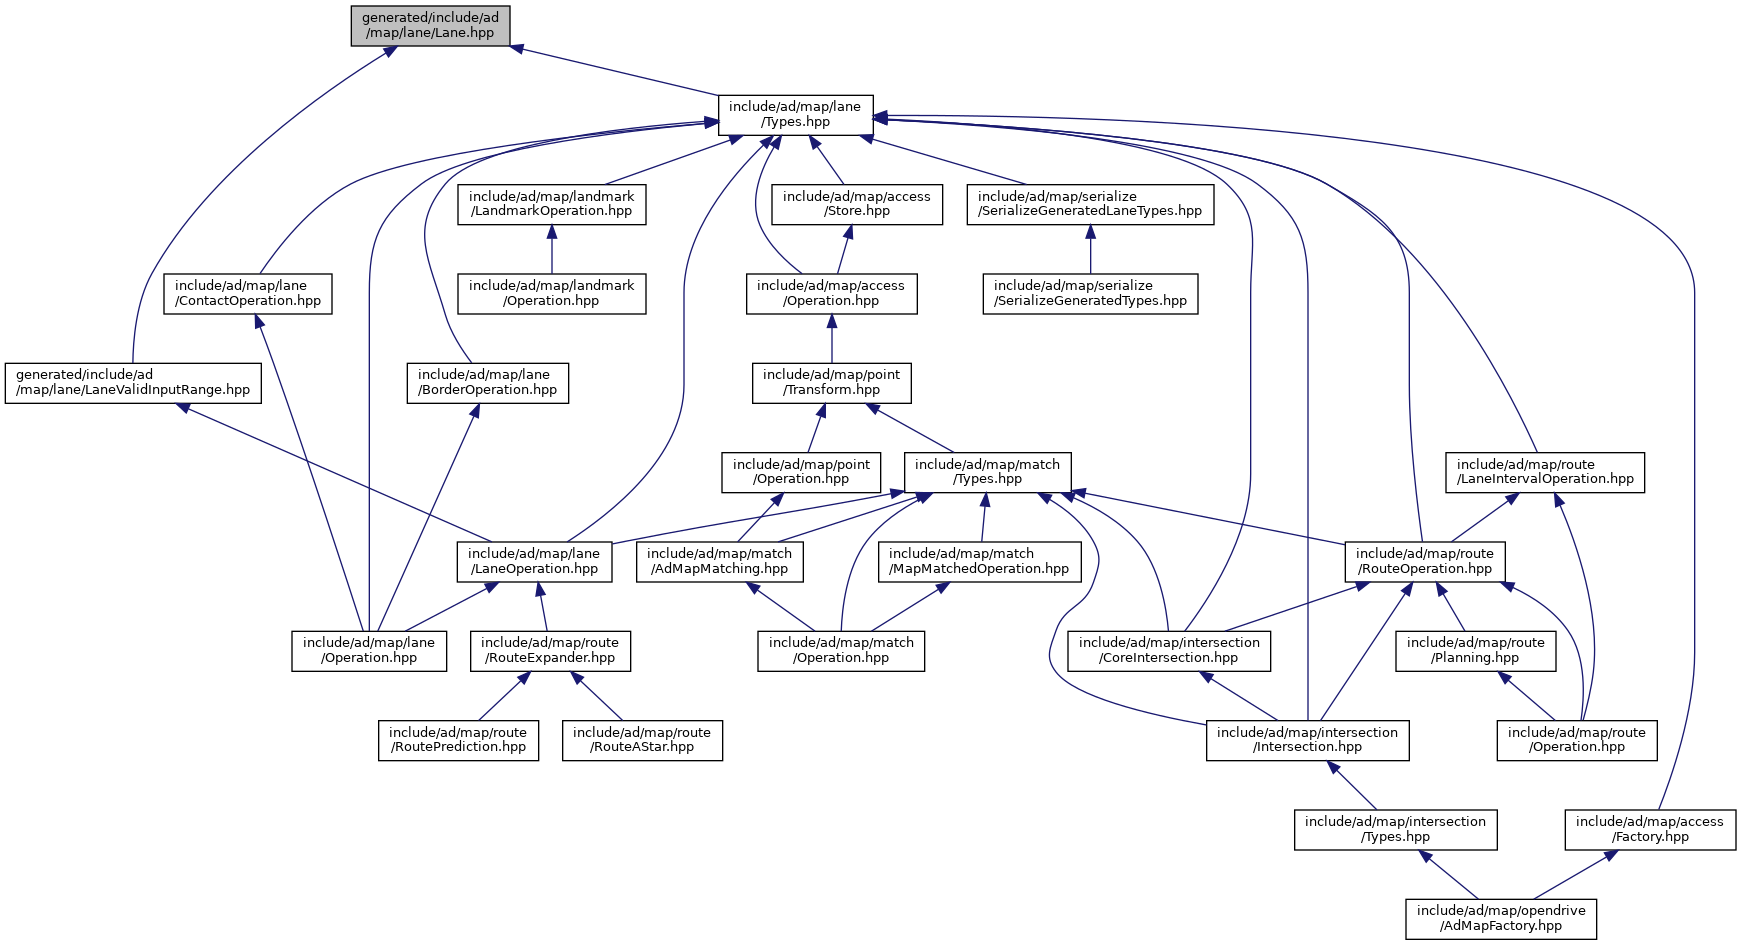 generated/include/ad
/map/lane/Lane.hpp
include/ad/map/lane
/Types.hpp
include/ad/map/landmark
/LandmarkOperation.hpp
include/ad/map/access
/Store.hpp
include/ad/map/serialize
/SerializeGeneratedLaneTypes.hpp
include/ad/map/lane
/ContactOperation.hpp
include/ad/map/landmark
/Operation.hpp
include/ad/map/access
/Operation.hpp
include/ad/map/serialize
/SerializeGeneratedTypes.hpp
generated/include/ad
/map/lane/LaneValidInputRange.hpp
include/ad/map/lane
/BorderOperation.hpp
include/ad/map/point
/Transform.hpp
include/ad/map/point
/Operation.hpp
include/ad/map/match
/Types.hpp
include/ad/map/route
/LaneIntervalOperation.hpp
include/ad/map/lane
/LaneOperation.hpp
include/ad/map/match
/AdMapMatching.hpp
include/ad/map/match
/MapMatchedOperation.hpp
include/ad/map/route
/RouteOperation.hpp
include/ad/map/lane
/Operation.hpp
include/ad/map/route
/RouteExpander.hpp
include/ad/map/match
/Operation.hpp
include/ad/map/intersection
/CoreIntersection.hpp
include/ad/map/route
/Planning.hpp
include/ad/map/route
/RoutePrediction.hpp
include/ad/map/route
/RouteAStar.hpp
include/ad/map/intersection
/Intersection.hpp
include/ad/map/route
/Operation.hpp
include/ad/map/intersection
/Types.hpp
include/ad/map/access
/Factory.hpp
include/ad/map/opendrive
/AdMapFactory.hpp